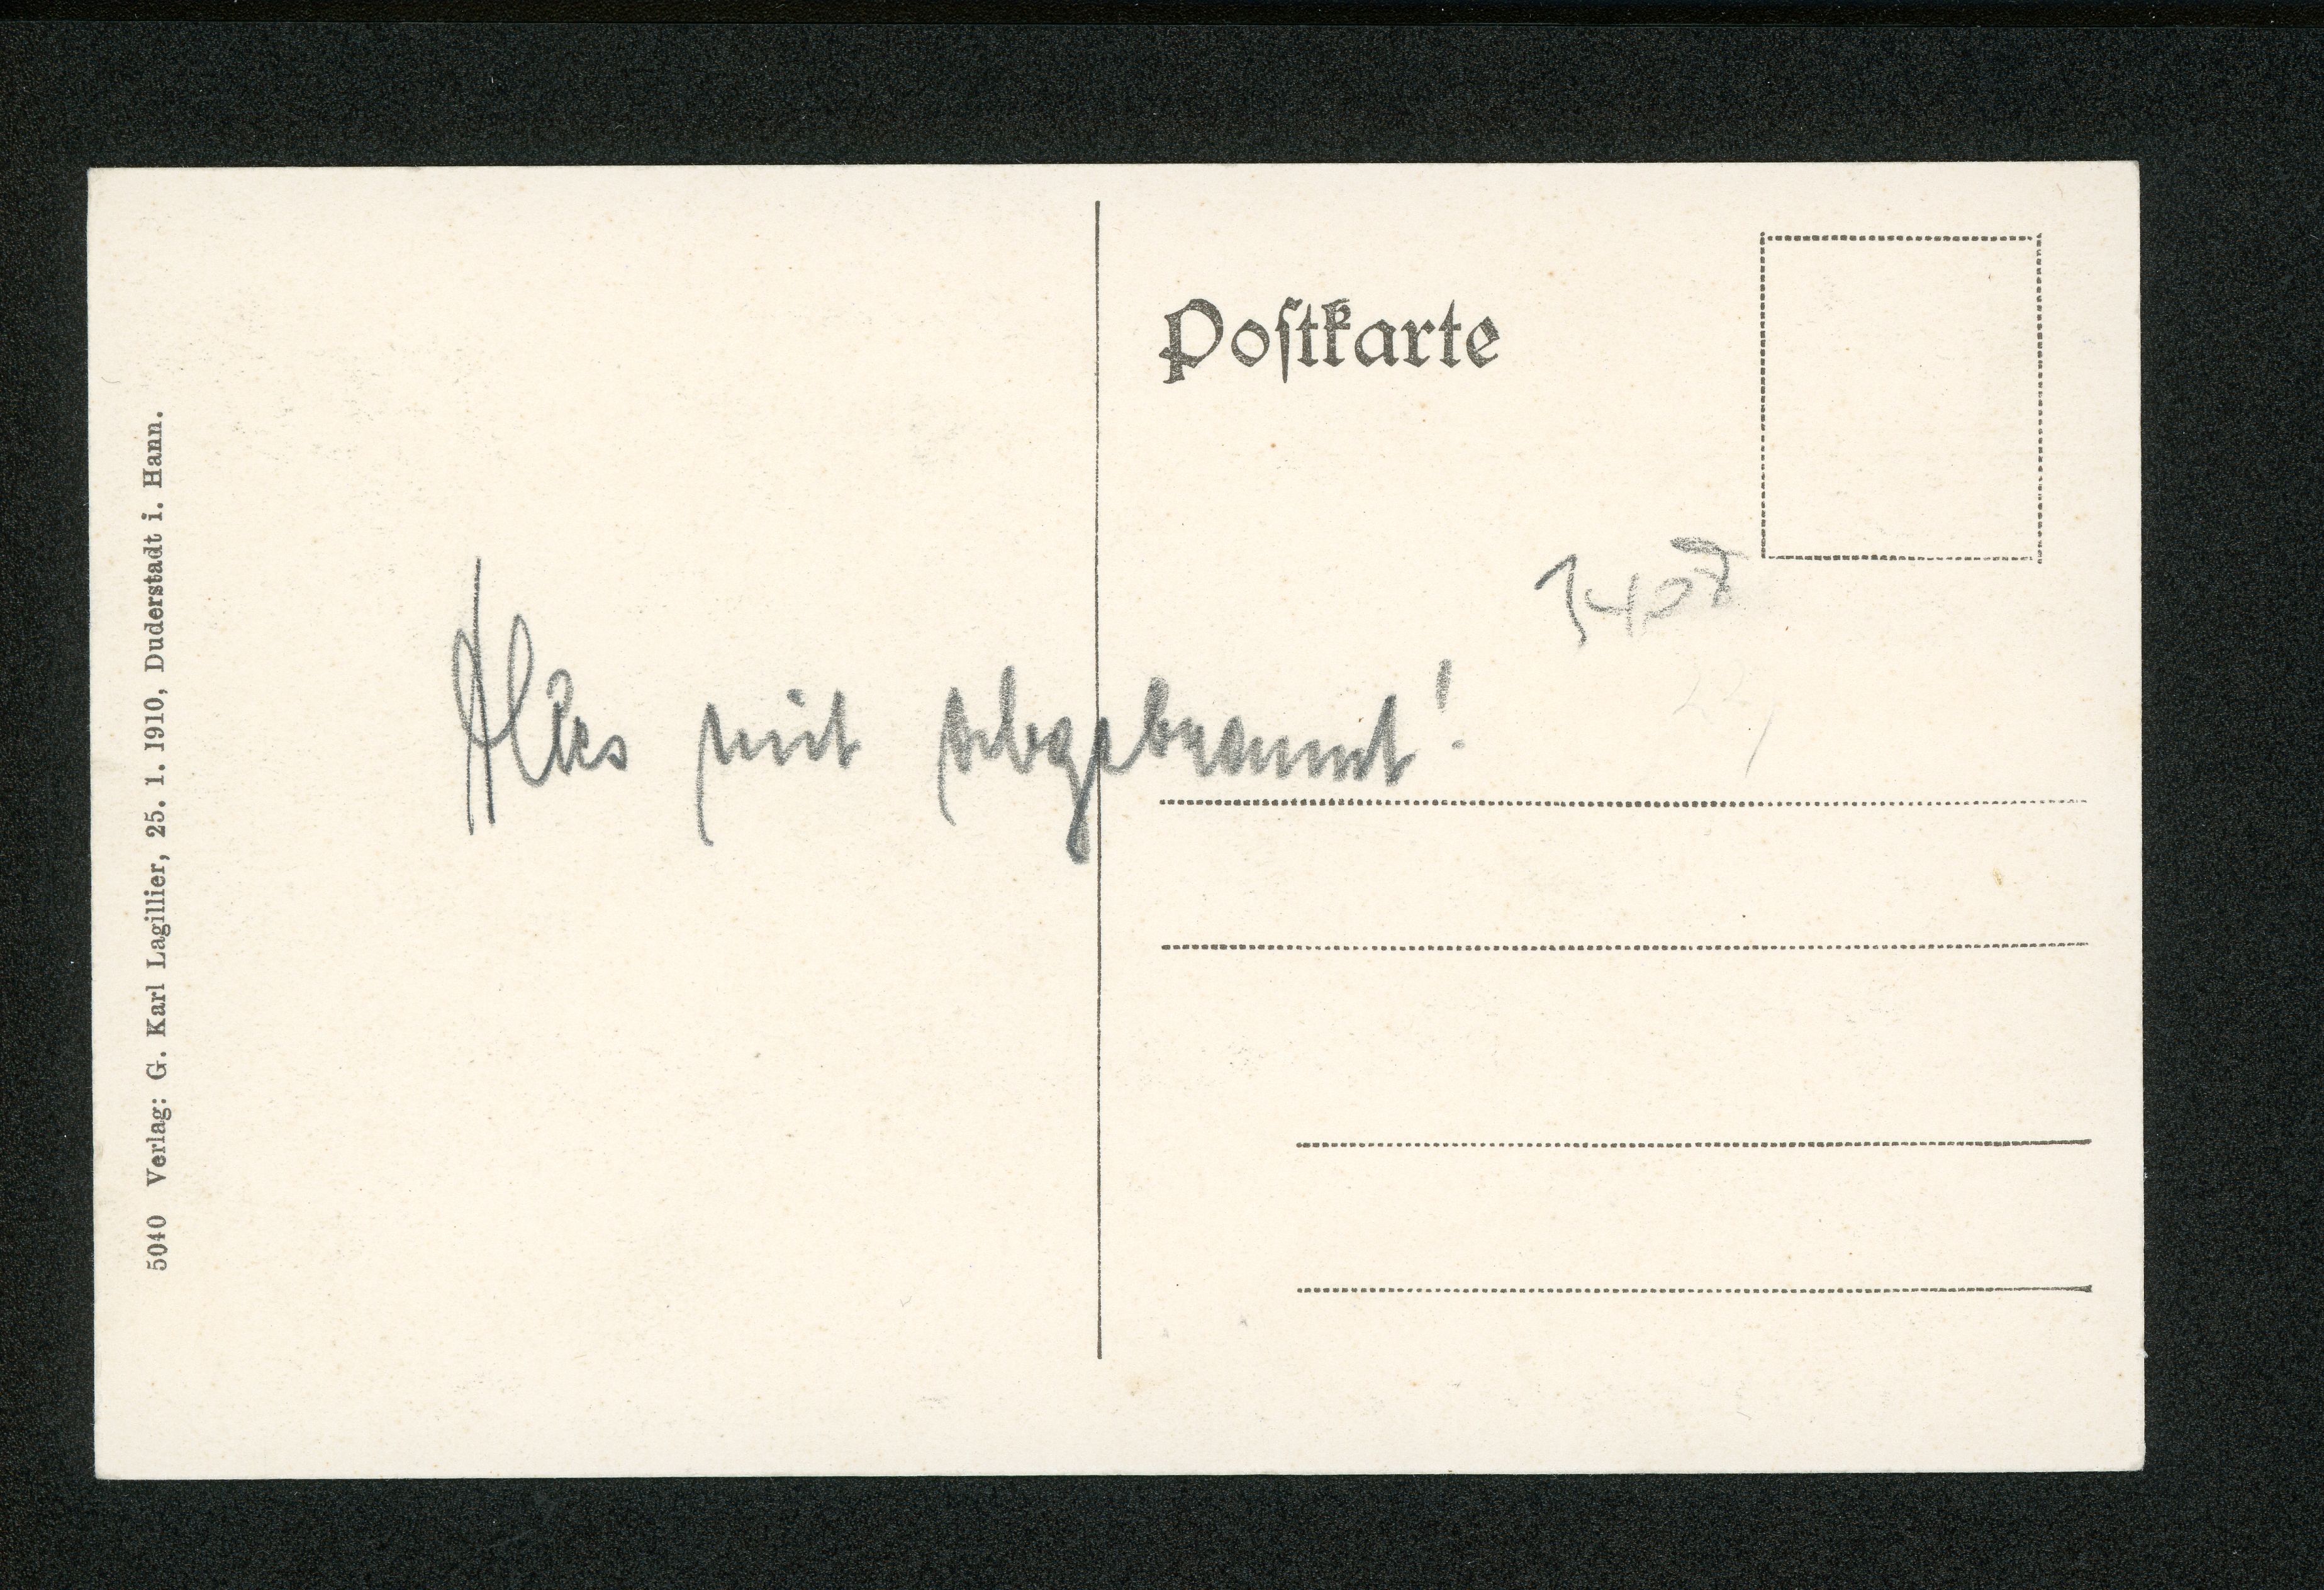 5040 Verlag: G. Karl Lagillier, 25. 1. 1910, Duderstadt i. Hann.
Postkarte
Alles mit abgebrannt!